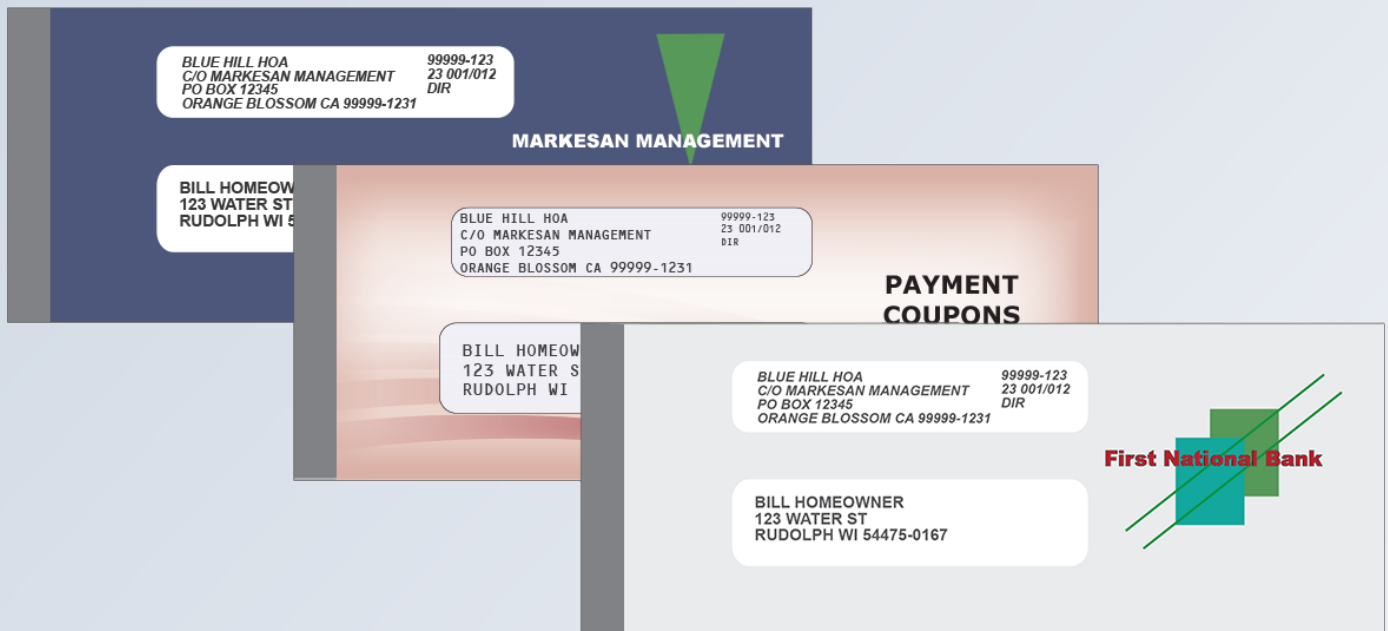 BLUE HILL HOA 99999-123
C/O MARKESAN MANAGEMENT 23 001/012
PO BOX 12345 DIR
ORANGE BLOSSOM CA 99999-1231
MARKESAN MANAGEMENT
BILL HOMEOW
123 WATER ST
RUDOLPH WI 5
BLUE HILL HOA 99999-123
C/O MARKESAN MANAGEMENT 23 001/012
PO BOX 12345 DIR
ORANGE BLOSSOM CA 99999-1231
PAYMENT
COUPONS
BILL HOMEOW
123 WATER S
RUDOLPH WI
BLUE HILL HOA 99999-123
C/O MARKESAN MANAGEMENT 23 001/012
PO BOX 12345 DIR
ORANGE BLOSSOM CA 99999-1231
First National Bank
BILL HOMEOWNER
123 WATER ST
RUDOLPH WI 54475-0167